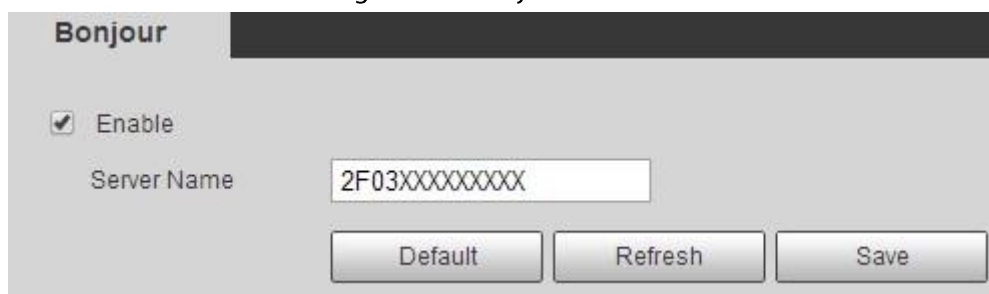 Bonjour
Enable
Server Name
2F03XXXXXXXXX
Default
Refresh
Save